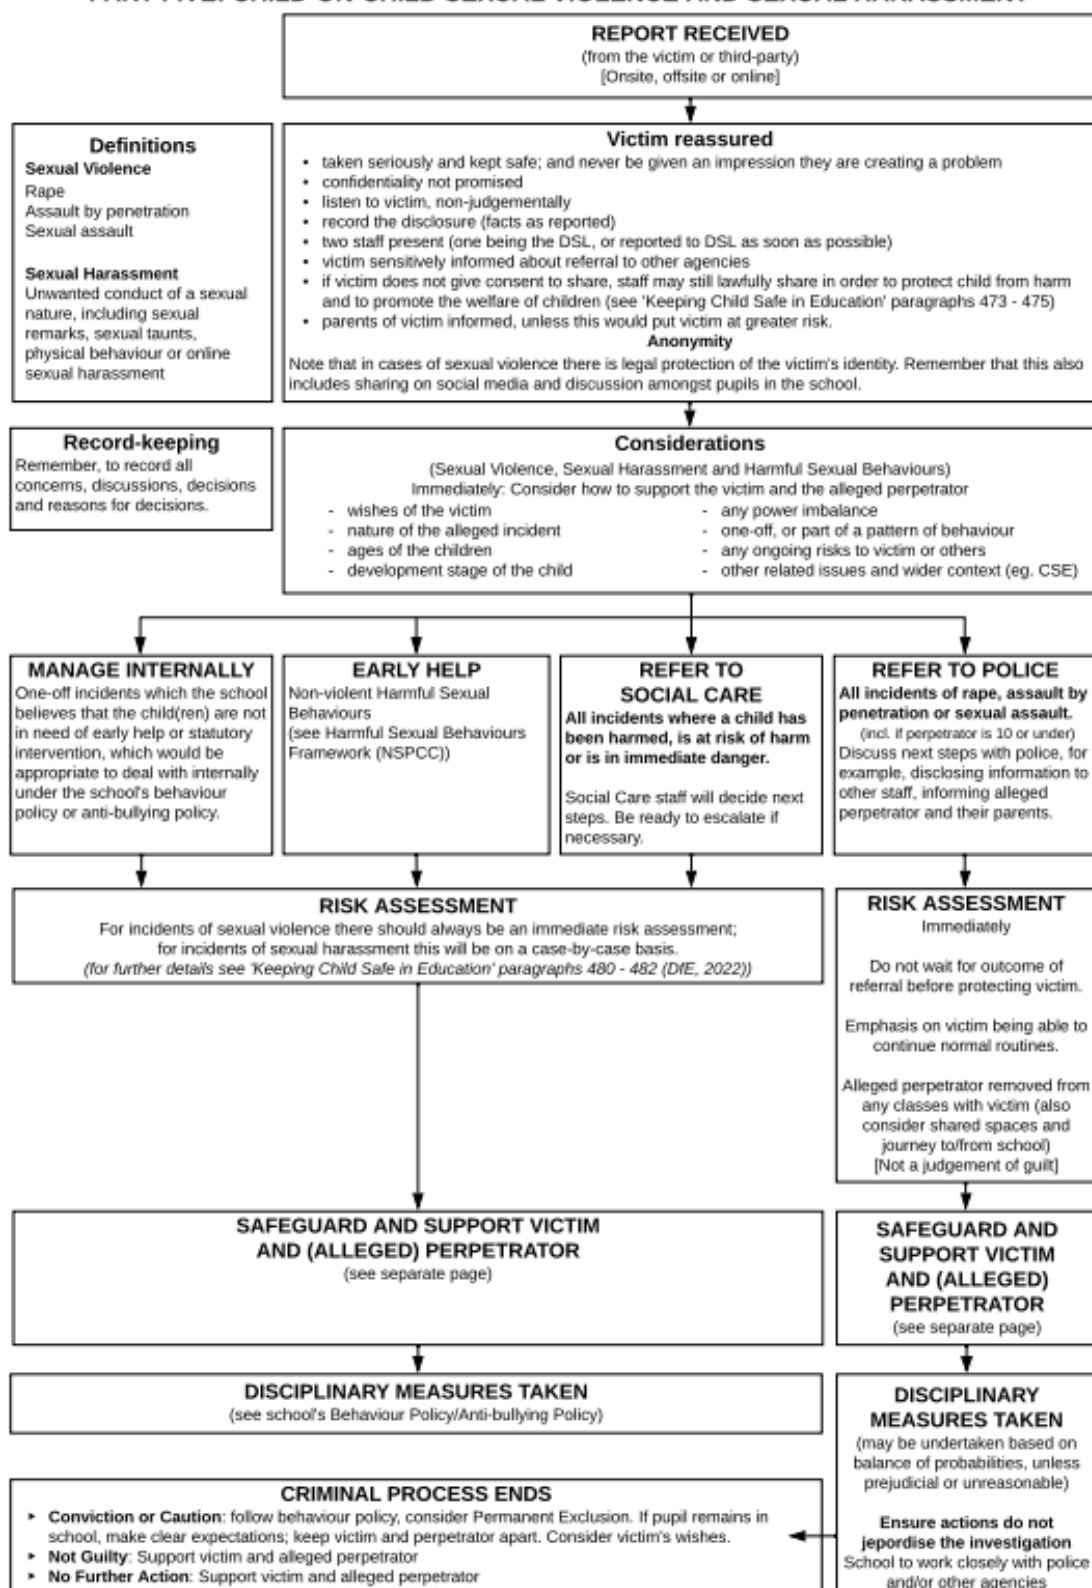 REPORT RECEIVED
(from the victim or third-party)
[Onsite, offsite or online]
Definitions
Sexual Violence
Rape
Assault by penetration
Sexual assault
Sexual Harassment
Unwanted conduct of a sexual
nature, including sexual
remarks, sexual taunts,
physical behaviour or online
sexual harassment
Victim reassured
• taken seriously and kept safe; and never be given an impression they are creating a problem
• confidentiality not promised
• listen to victim, non-judgementally
• record the disclosure (facts as reported)
• two staff present (one being the DSL, or reported to DSL as soon as possible)
• victim sensitively informed about referral to other agencies
• if victim does not give consent to share, staff may still lawfully share in order to protect child from harm
and to promote the welfare of children (see 'Keeping Child Safe in Education' paragraphs 473 - 475)
• parents of victim informed, unless this would put victim at greater risk.
Anonymity
Note that in cases of sexual violence there is legal protection of the victim's identity. Remember that this also
includes sharing on social media and discussion amongst pupils in the school.
Record-keeping
Remember, to record all
concerns, discussions, decisions
and reasons for decisions.
Considerations
(Sexual Violence, Sexual Harassment and Harmful Sexual Behaviours)
Immediately: Consider how to support the victim and the alleged perpetrator
- wishes of the victim
- nature of the alleged incident
- ages of the children
- development stage of the child
- any power imbalance
- one-off, or part of a pattern of behaviour
- any ongoing risks to victim or others
- other related issues and wider context (eg. CSE)
MANAGE INTERNALLY
One-off incidents which the school
believes that the child(ren) are not
in need of early help or statutory
intervention, which would be
appropriate to deal with internally
under the school's behaviour
policy or anti-bullying policy.
EARLY HELP
Non-violent Harmful Sexual
Behaviours
(see Harmful Sexual Behaviours
Framework (NSPCC))
REFER TO
SOCIAL CARE
All incidents where a child has
been harmed, is at risk of harm
or is in immediate danger.
Social Care staff will decide next
steps. Be ready to escalate if
necessary.
REFER TO POLICE
All incidents of rape, assault by
penetration or sexual assault.
(incl. if perpetrator is 10 or under)
Discuss next steps with police, for
example, disclosing information to
other staff, informing alleged
perpetrator and their parents.
RISK ASSESSMENT
For incidents of sexual violence there should always be an immediate risk assessment;
for incidents of sexual harassment this will be on a case-by-case basis.
(for further details see 'Keeping Child Safe in Education' paragraphs 480 - 482 (DfE, 2022))
RISK ASSESSMENT
Immediately
Do not wait for outcome of
referral before protecting victim.
Emphasis on victim being able to
continue normal routines.
Alleged perpetrator removed from
any classes with victim (also
consider shared spaces and
journey to/from school)
[Not a judgement of guilt]
SAFEGUARD AND SUPPORT VICTIM
AND (ALLEGED) PERPETRATOR
(see separate page)
SAFEGUARD AND
SUPPORT VICTIM
AND (ALLEGED)
PERPETRATOR
(see separate page)
DISCIPLINARY MEASURES TAKEN
(see school's Behaviour Policy/Anti-bullying Policy)
DISCIPLINARY
MEASURES TAKEN
(may be undertaken based on
balance of probabilities, unless
prejudicial or unreasonable)
Ensure actions do not
jepordise the investigation
School to work closely with police
and/or other agencies
CRIMINAL PROCESS ENDS
‣ Conviction or Caution: follow behaviour policy, consider Permanent Exclusion. If pupil remains in
school, make clear expectations; keep victim and perpetrator apart. Consider victim's wishes.
‣ Not Guilty: Support victim and alleged perpetrator
‣ No Further Action: Support victim and alleged perpetrator